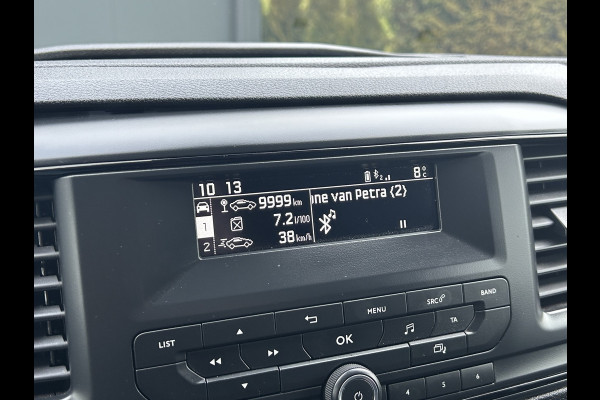 10 13
2
8°C
9999 km
ne van Petra (2)
1
7.2 l/100
2
38 km/h
LIST
MENU
SRC
BAND
OK
TA
4
5
6